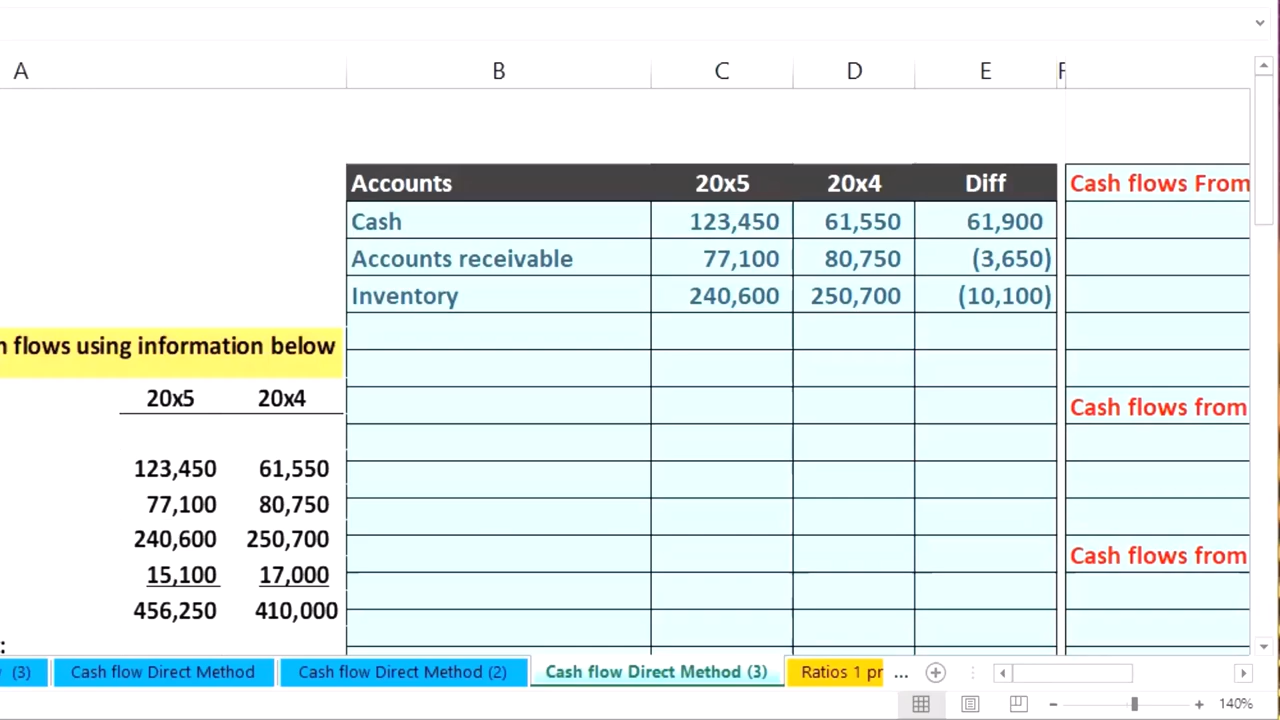 A B C D E F
Accounts 20x5 20x4 Diff Cash flows From
Cash 123,450 61,550 61,900
Accounts receivable 77,100 80,750 (3,650)
Inventory 240,600 250,700 (10,100)
flows using information below
20x5 20x4
Cash flows from
123,450 61,550
77,100 80,750
240,600 250,700
Cash flows from
15,100 17,000
456,250 410,000
:
(3) Cash flow Direct Method Cash flow Direct Method (2) Cash flow Direct Method (3) Ratios 1 pr ...
140%